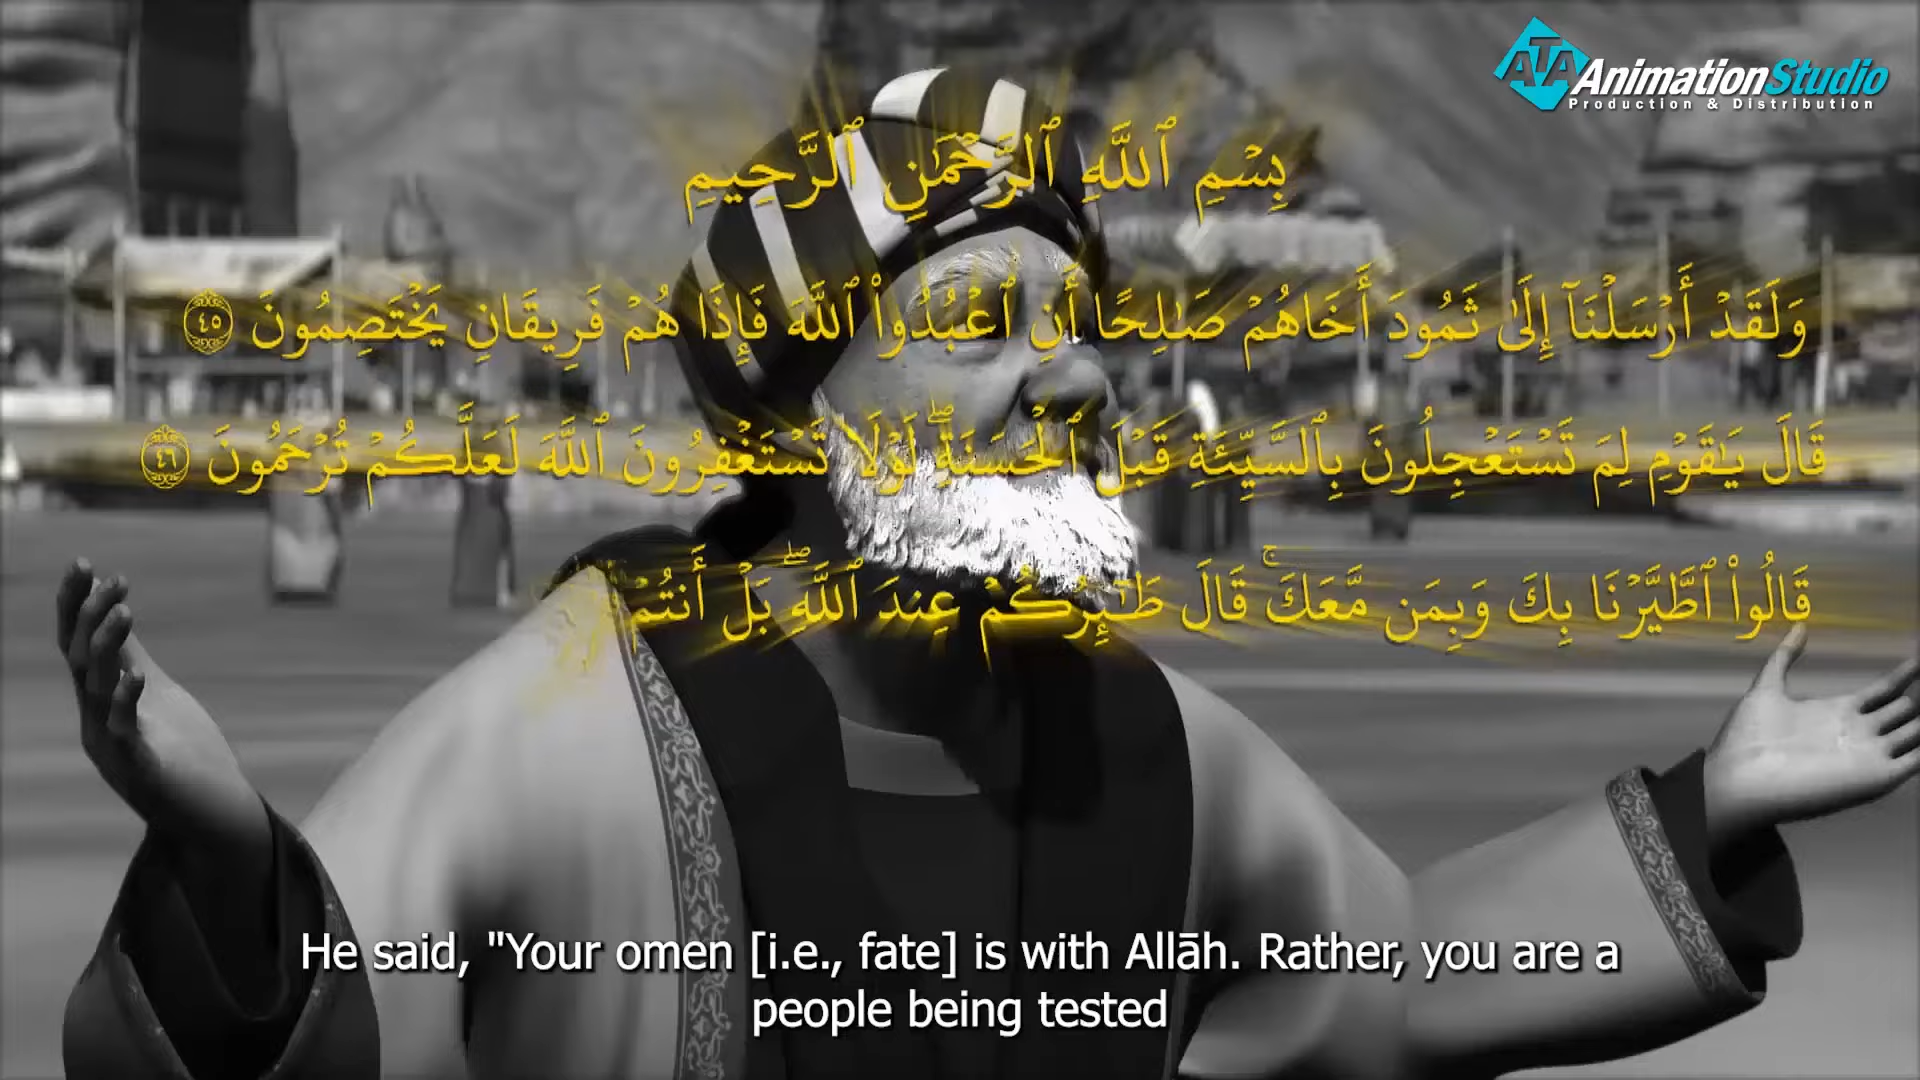 ATA AnimationStudio
Production & Distribution
بِسْمِ ٱللَّهِ ٱلرَّحْمَٰنِ ٱلرَّحِيمِ
وَلَقَدْ أَرْسَلْنَآ إِلَىٰ ثَمُودَ أَخَاهُمْ صَٰلِحًا أَنِ ٱعْبُدُوا۟ ٱللَّهَ فَإِذَا هُمْ فَرِيقَانِ يَخْتَصِمُونَ ٤٥
قَالَ يَٰقَوْمِ لِمَ تَسْتَعْجِلُونَ بِٱلسَّيِّئَةِ قَبْلَ ٱلْحَسَنَةِ ۖ لَوْلَا تَسْتَغْفِرُونَ ٱللَّهَ لَعَلَّكُمْ تُرْحَمُونَ ٤٦
قَالُوا۟ ٱطَّيَّرْنَا بِكَ وَبِمَن مَّعَكَ ۚ قَالَ طَٰٓئِرُكُمْ عِندَ ٱللَّهِ ۖ بَلْ أَنتُمْ
He said, "Your omen [i.e., fate] is with Allāh. Rather, you are a
people being tested